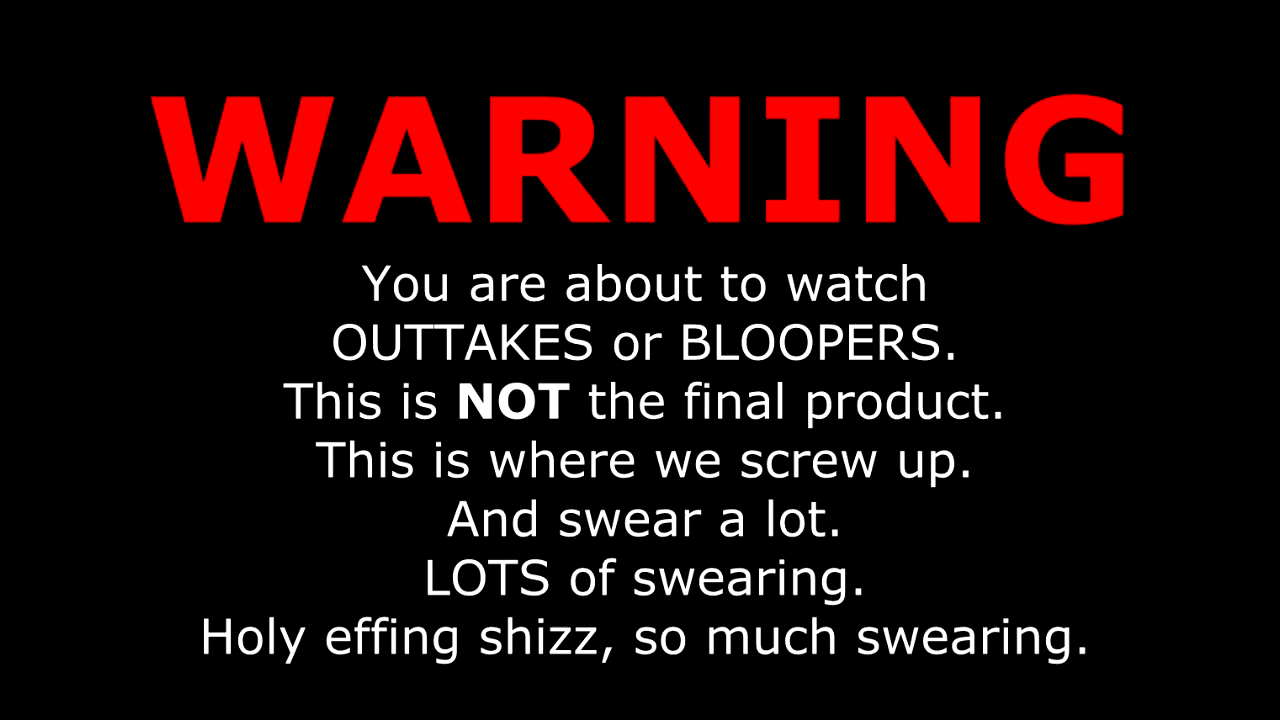 WARNING
You are about to watch
OUTTAKES or BLOOPERS.
This is NOT the final product.
This is where we screw up.
And swear a lot.
LOTS of swearing.
Holy effing shizz, so much swearing.